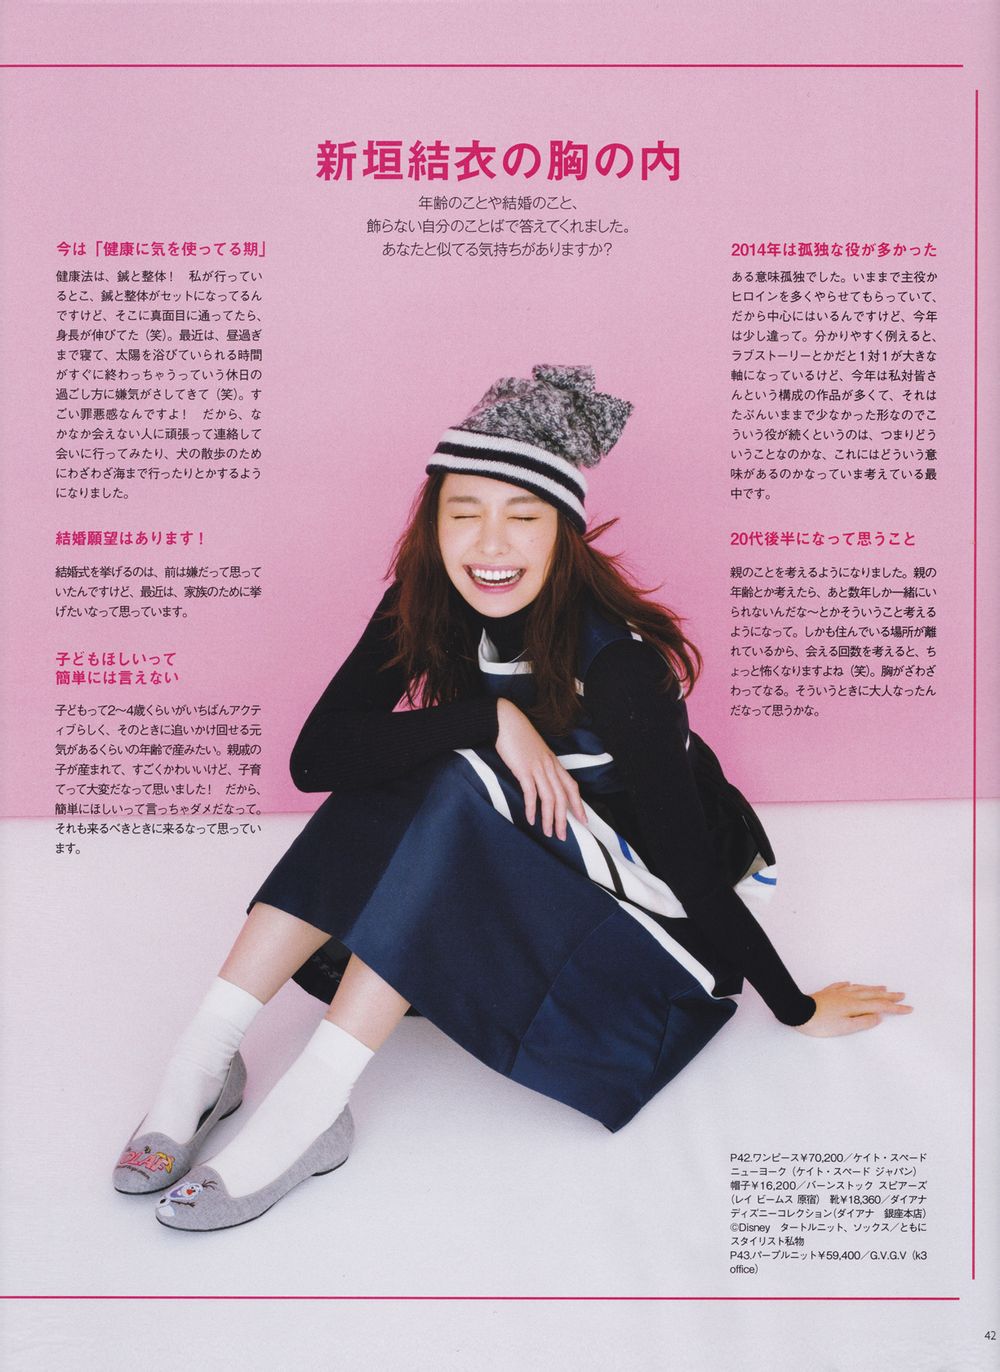 新垣結衣の胸の内
年齢のことや結婚のこと、
飾らない自分のことばで答えてくれました。
あなたと似てる気持ちがありますか？
今は「健康に気を使ってる期」
健康法は、鍼と整体！　私が行ってい
るとこ、鍼と整体がセットになってるん
ですけど、そこに真面目に通ってたら、
身長が伸びてた（笑）。最近は、昼過ぎ
まで寝て、太陽を浴びていられる時間
がすぐに終わっちゃうっていう休日の
過ごし方に嫌気がさしてきて（笑）。す
ごい罪悪感なんですよ！　だから、な
かなか会えない人に頑張って連絡して
会いに行ってみたり、犬の散歩のため
にわざわざ海まで行ったりとかするよう
になりました。
結婚願望はあります！
結婚式を挙げるのは、前は嫌だって思って
いたんですけど、最近は、家族のために挙
げたいなって思っています。
子どもほしいって
簡単には言えない
子どもって2〜4歳くらいがいちばんアクテ
ィブらしく、そのときに追いかけ回せる元
気があるくらいの年齢で産みたい。親戚の
子が産まれて、すごくかわいいけど、子育
てって大変だなって思いました！　だから、
簡単にほしいって言っちゃダメだなって。
それも来るべきときに来るなって思ってい
ます。
2014年は孤独な役が多かった
ある意味孤独でした。いままで主役か
ヒロインを多くやらせてもらっていて、
だから中心にはいるんですけど、今年
は少し違って。分かりやすく例えると、
ラブストーリーとかだと1対1が大きな
軸になっているけど、今年は私対皆さ
んという構成の作品が多くて、それは
たぶんいままで少なかった形なのでこ
ういう役が続くというのは、つまりどう
いうことなのかな、これにはどういう意
味があるのかなっていま考えている最
中です。
20代後半になって思うこと
親のことを考えるようになりました。親の
年齢とか考えたら、あと数年しか一緒にい
られないんだな〜とかそういうこと考える
ようになって。しかも住んでいる場所が離
れているから、会える回数を考えると、ち
ょっと怖くなりますよね（笑）。胸がざわざ
わってなる。そういうときに大人なったん
だなって思うかな。
OLAF
P42.ワンピース￥70,200／ケイト・スペード
ニューヨーク（ケイト・スペード ジャパン）
帽子￥16,200／バーンストック スピアーズ
（レイ ビームス 原宿）　靴￥18,360／ダイアナ
ディズニーコレクション（ダイアナ　銀座本店）
©Disney　タートルニット、ソックス／ともに
スタイリスト私物
P43.パープルニット￥59,400／G.V.G.V（k3
office）
42